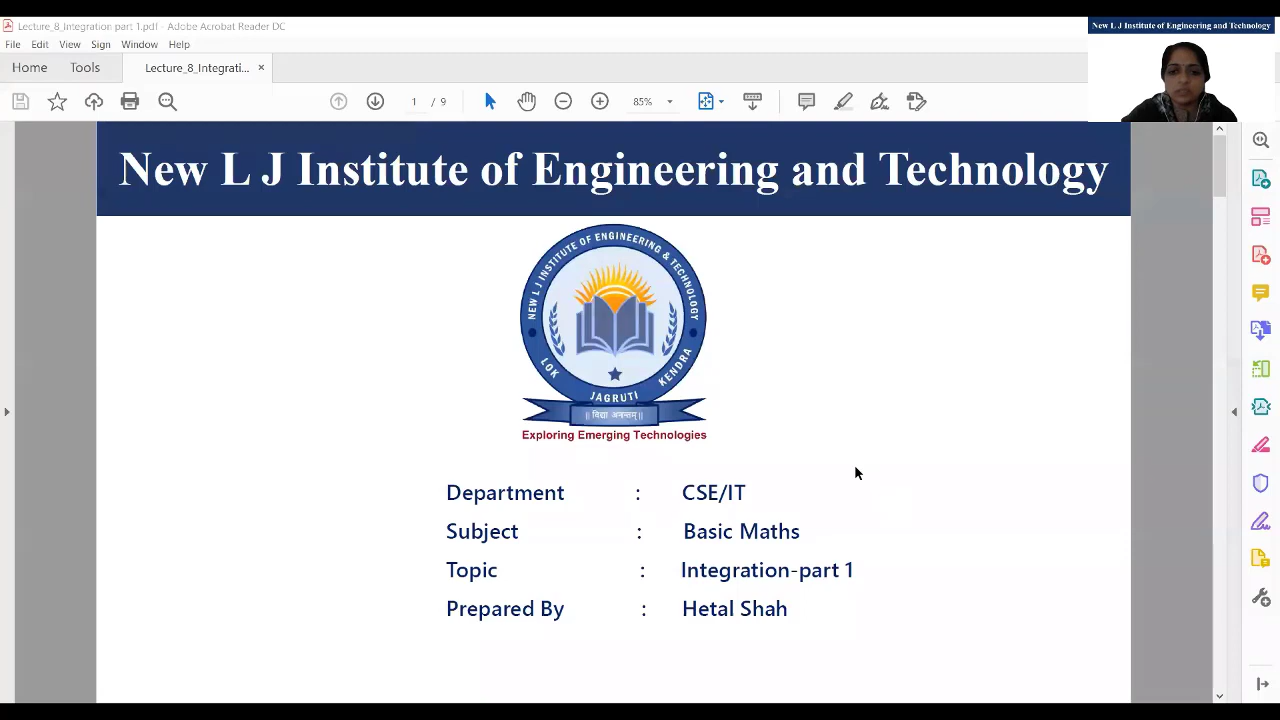 Lecture_8_Integration part 1.pdf - Adobe Acrobat Reader DC
New L J Institute of Engineering and Technology
File Edit View Sign Window Help
Home Tools Lecture_8_Integrati... ×
1 / 9 85%
New L J Institute of Engineering and Technology
NEW L J INSTITUTE OF ENGINEERING & TECHNOLOGY
LOK JAGRUTI KENDRA
॥ विद्या अनन्तम् ॥
Exploring Emerging Technologies
Department : CSE/IT
Subject : Basic Maths
Topic : Integration-part 1
Prepared By : Hetal Shah